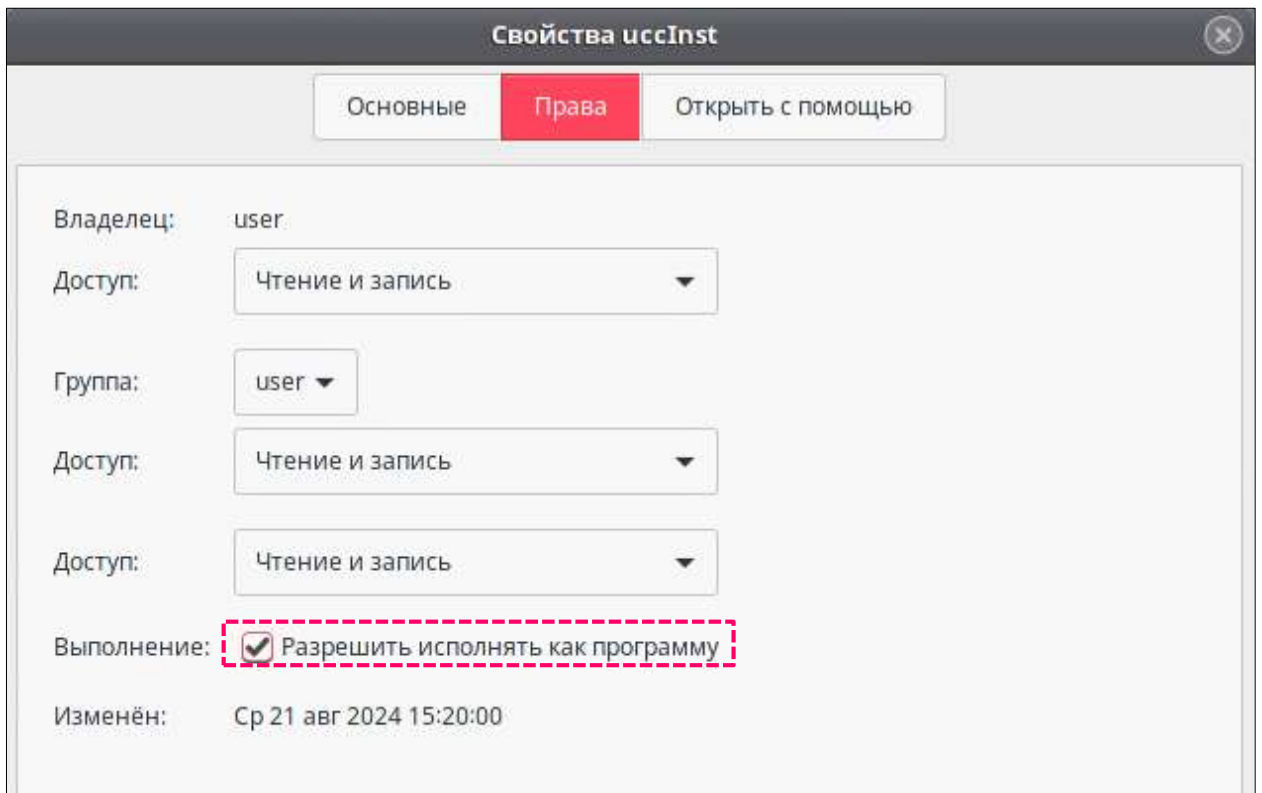 Свойства uccInst
Основные Права Открыть с помощью
Владелец: user
Доступ: Чтение и запись
Группа: user
Доступ: Чтение и запись
Доступ: Чтение и запись
Выполнение: Разрешить исполнять как программу
Изменён: Ср 21 авг 2024 15:20:00